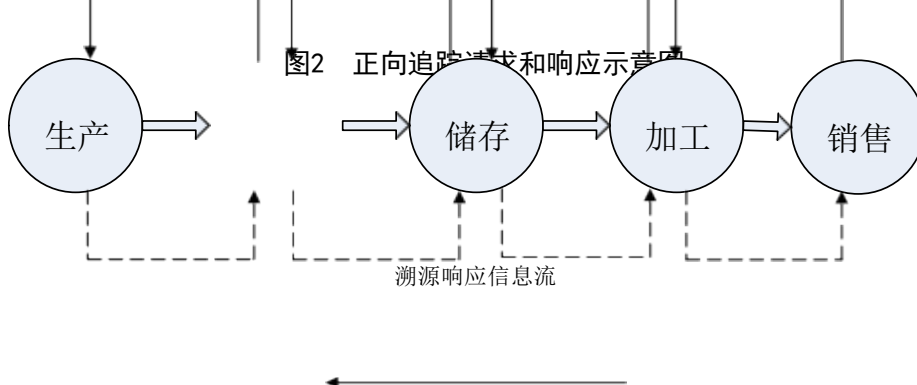 图2 正向追踪请求和响应示意图
生产
储存
加工
销售
溯源响应信息流